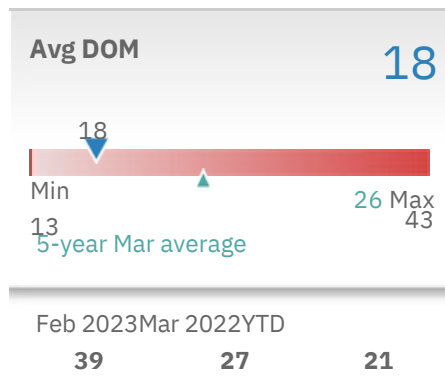 Avg DOM 18
18
Min
26 Max
13 43
5-year Mar average
Feb 2023Mar 2022YTD
39 27 21